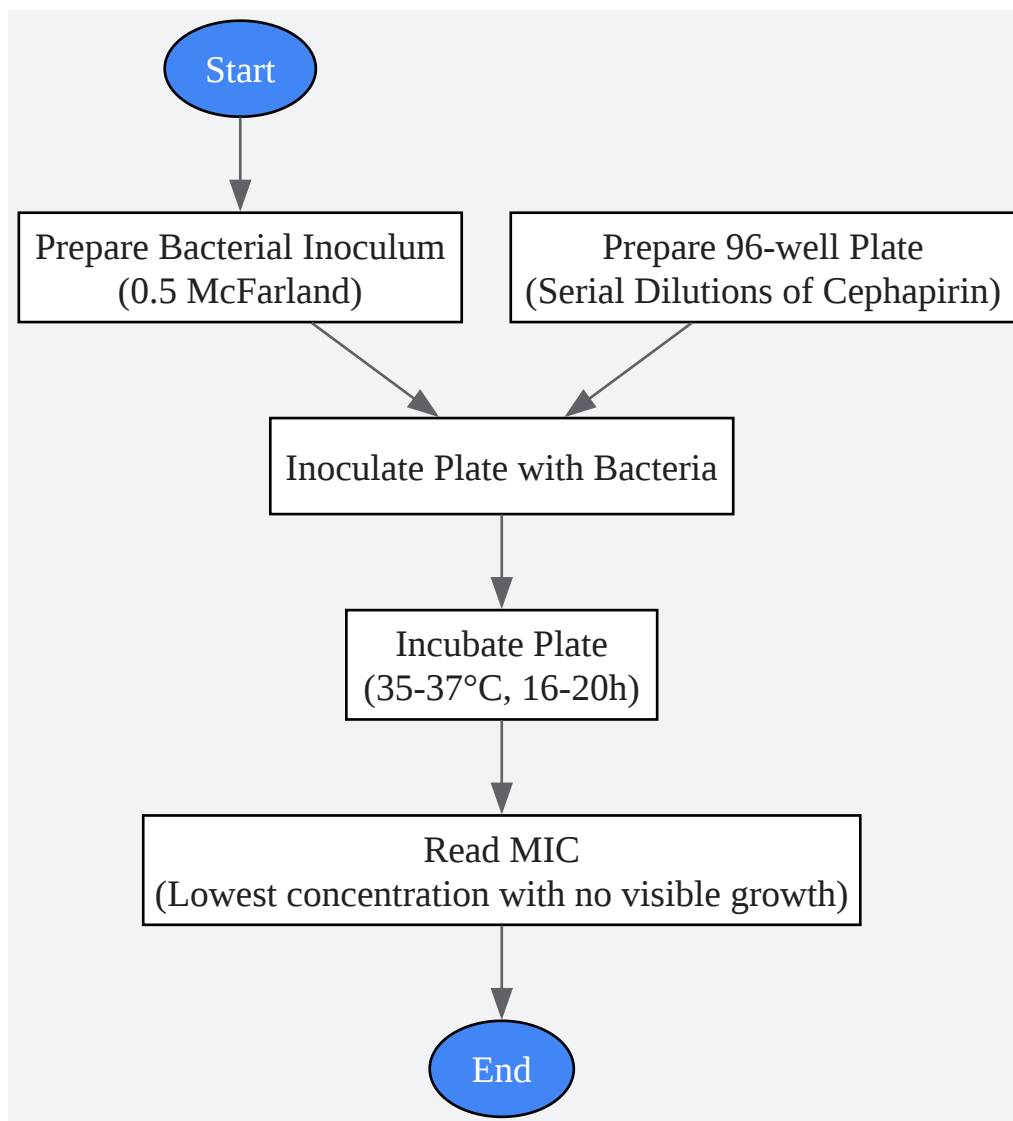 Start
Prepare Bacterial Inoculum
(0.5 McFarland)
Prepare 96-well Plate
(Serial Dilutions of Cephapirin)
Inoculate Plate with Bacteria
Incubate Plate
(35-37°C, 16-20h)
Read MIC
(Lowest concentration with no visible growth)
End